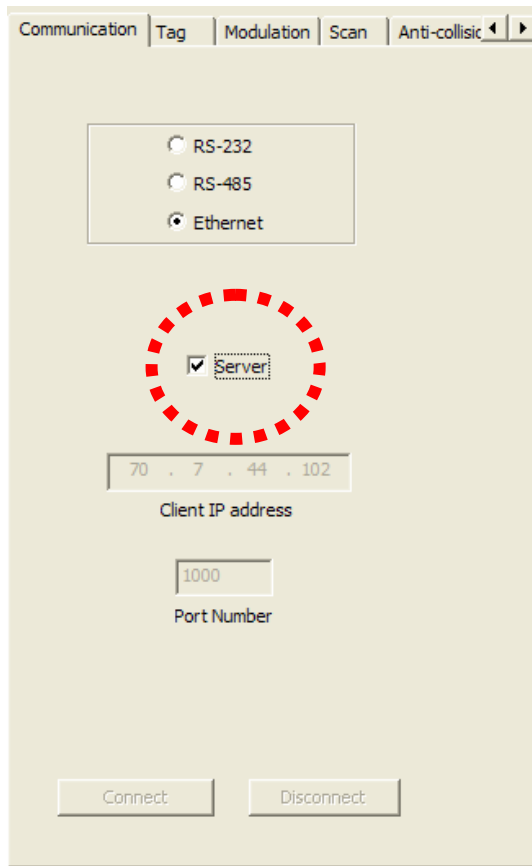 Communication Tag Modulation Scan Anti-collisic
RS-232
RS-485
Ethernet
Server
70 . 7 . 44 . 102
Client IP address
1000
Port Number
Connect Disconnect